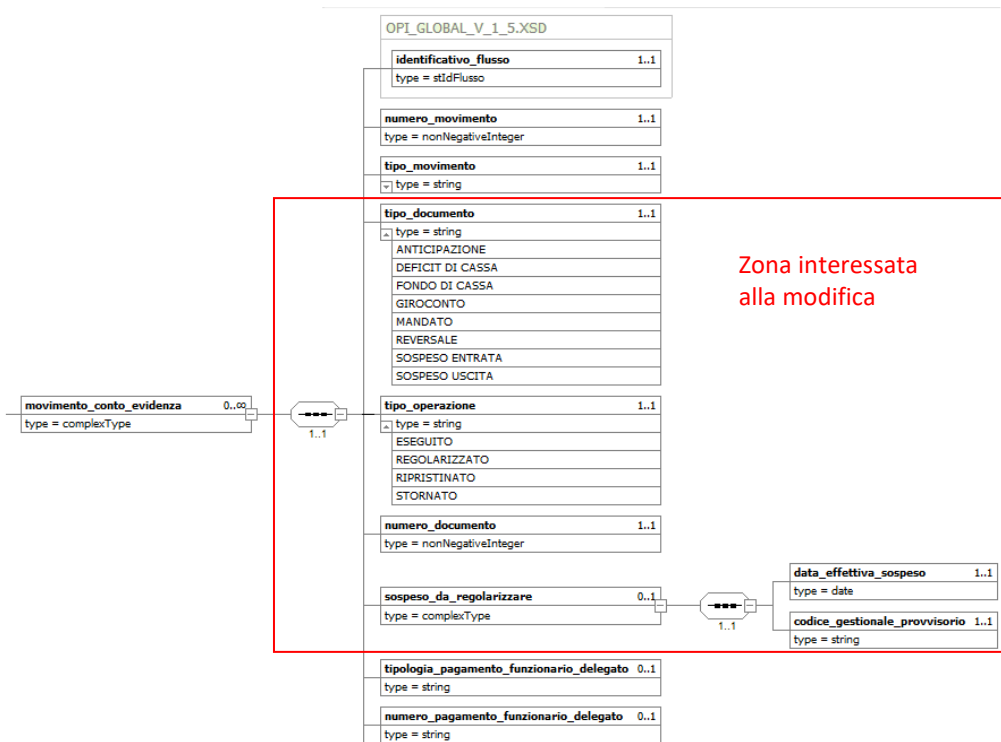 OPI_GLOBAL_V_1_5.XSD
identificativo_flusso 1..1
type = stIdFlusso
numero_movimento 1..1
type = nonNegativeInteger
tipo_movimento 1..1
type = string
tipo_documento 1..1
type = string
ANTICIPAZIONE
DEFICIT DI CASSA
FONDO DI CASSA
GIROCONTO
MANDATO
REVERSALE
SOSPESO ENTRATA
SOSPESO USCITA
Zona interessata
alla modifica
movimento_conto_evidenza 0..∞
type = complexType
1..1
tipo_operazione 1..1
type = string
ESEGUITO
REGOLARIZZATO
RIPRISTINATO
STORNATO
numero_documento 1..1
type = nonNegativeInteger
sospeso_da_regolarizzare 0..1
type = complexType
1..1
data_effettiva_sospeso 1..1
type = date
codice_gestionale_provvisorio 1..1
type = string
tipologia_pagamento_funzionario_delegato 0..1
type = string
numero_pagamento_funzionario_delegato 0..1
type = string